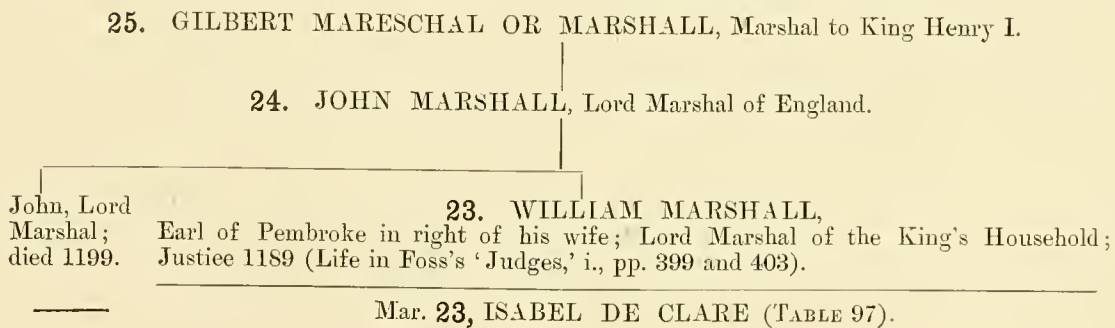 25. GILBERT MARESCHAL OR MARSHALL, Marshal to King Henry I.
24. JOHN MARSHALL, Lord Marshal of England.
John, Lord
Marshal;
died 1199.
23. WILLIAM MARSHALL,
Earl of Pembroke in right of his wife; Lord Marshal of the King's Household;
Justice 1189 (Life in Foss's ‘Judges,’ i., pp. 399 and 403).
Mar. 23, ISABEL DE CLARE (TABLE 97).